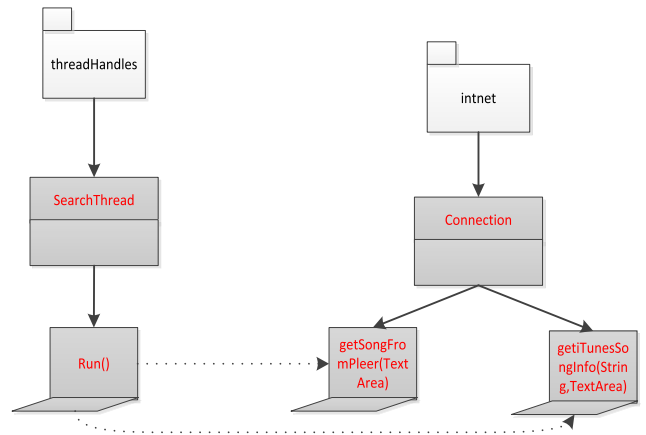 threadHandles
intnet
SearchThread
Connection
Run()
getSongFro
mPleer(Text
Area)
getiTunesSo
ngInfo(Strin
g,TextArea)